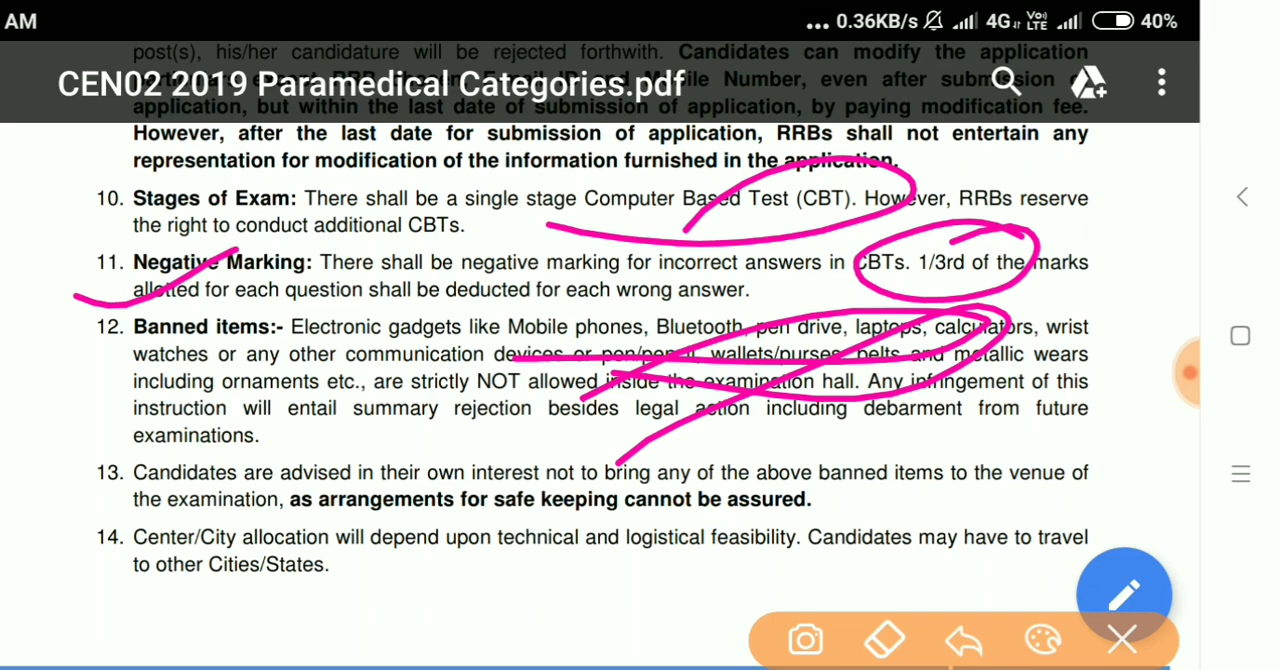 AM
... 0.36KB/s 4G Vo) LTE 40%
post(s), his/her candidature will be rejected forthwith. Candidates can modify the application
CEN02 2019 Paramedical Categories.pdf
Number, even after submission
application, but within the last date of submission of application, by paying modification fee.
However, after the last date for submission of application, RRBs shall not entertain any
representation for modification of the information furnished in the application.
10. Stages of Exam: There shall be a single stage Computer Based Test (CBT). However, RRBs reserve
the right to conduct additional CBTs.
11. Negative Marking: There shall be negative marking for incorrect answers in CBTs. 1/3rd of the marks
allotted for each question shall be deducted for each wrong answer.
12. Banned items:- Electronic gadgets like Mobile phones, Bluetooth, pen drive, laptops, calculators, wrist
watches or any other communication devices or pen/pencil, wallets/purses, belts and metallic wears
including ornaments etc., are strictly NOT allowed inside the examination hall. Any infringement of this
instruction will entail summary rejection besides legal action including debarment from future
examinations.
13. Candidates are advised in their own interest not to bring any of the above banned items to the venue of
the examination, as arrangements for safe keeping cannot be assured.
14. Center/City allocation will depend upon technical and logistical feasibility. Candidates may have to travel
to other Cities/States.